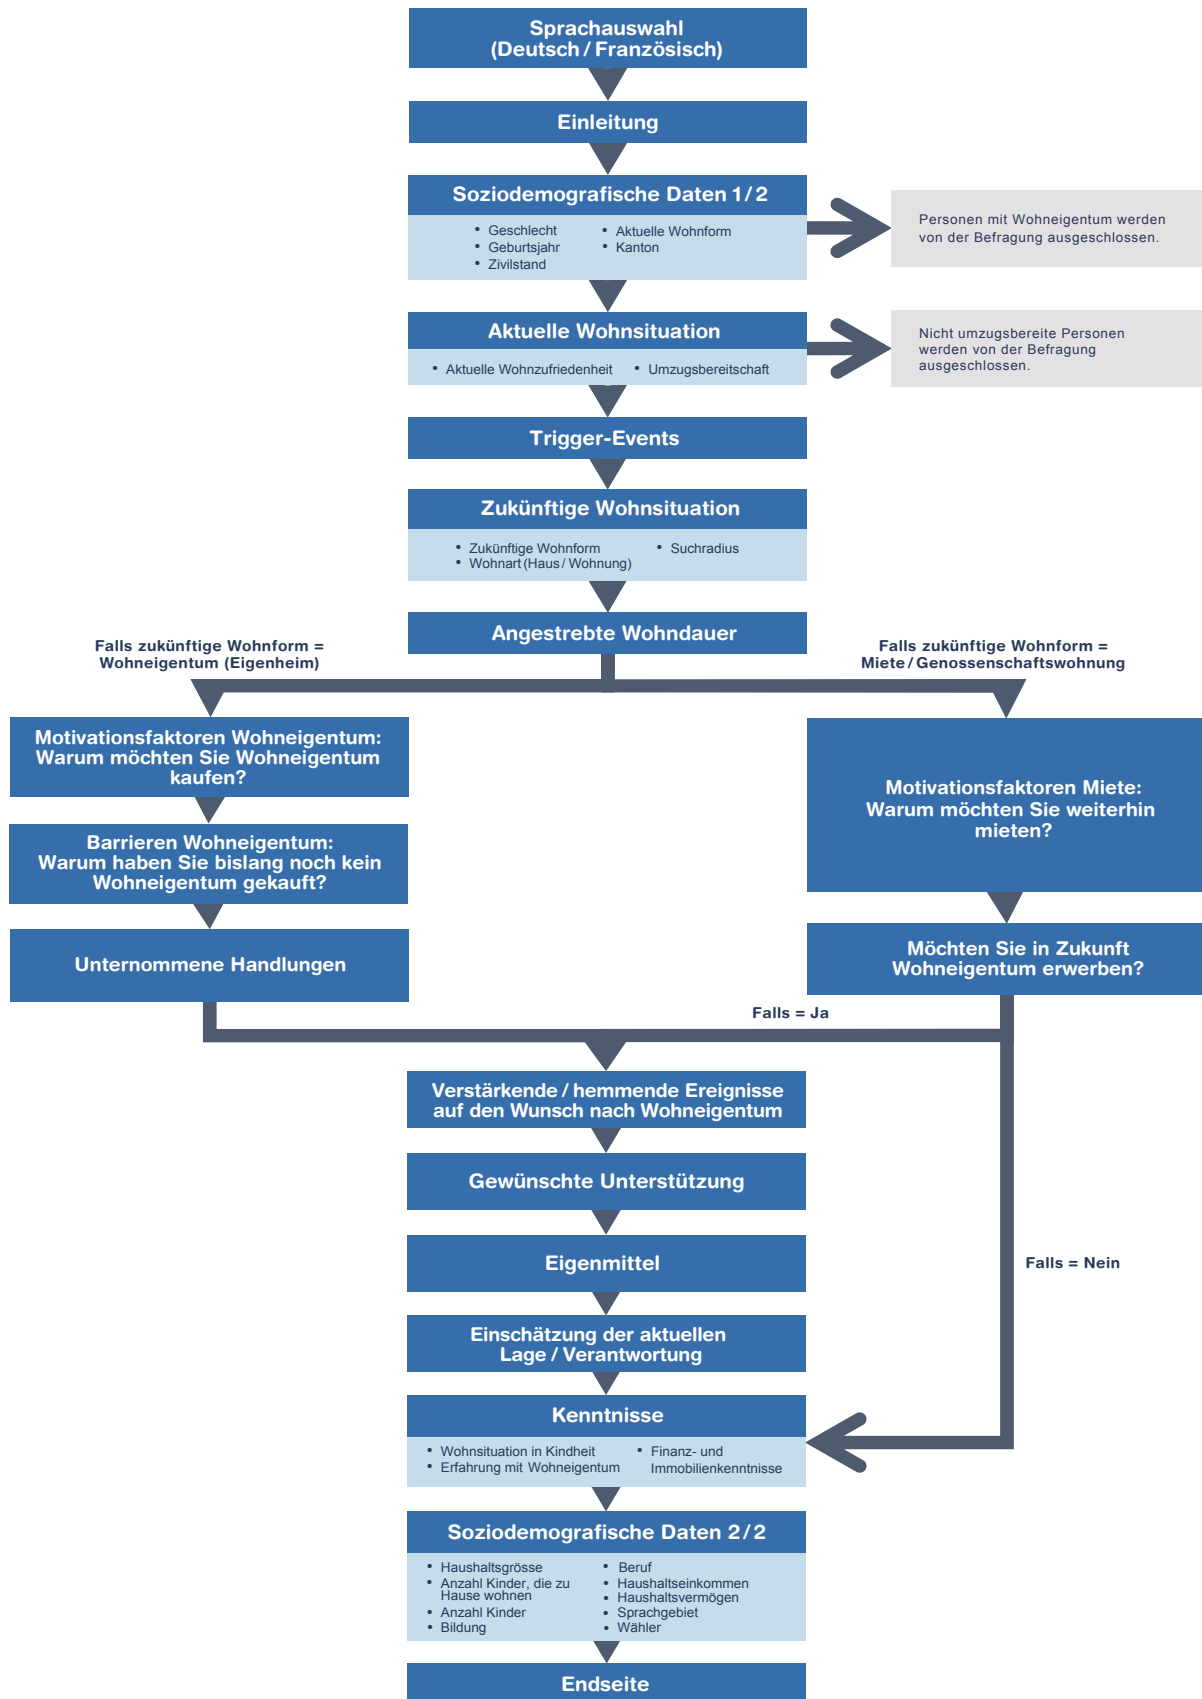 Sprachauswahl
(Deutsch / Französisch)
Einleitung
Soziodemografische Daten 1 / 2
• Geschlecht
• Geburtsjahr
• Zivilstand
• Aktuelle Wohnform
• Kanton
Personen mit Wohneigentum werden
von der Befragung ausgeschlossen.
Aktuelle Wohnsituation
• Aktuelle Wohnzufriedenheit
• Umzugsbereitschaft
Nicht umzugsbereite Personen
werden von der Befragung
ausgeschlossen.
Trigger-Events
Zukünftige Wohnsituation
• Zukünftige Wohnform
• Wohnart (Haus / Wohnung)
• Suchradius
Angestrebte Wohndauer
Falls zukünftige Wohnform =
Wohneigentum (Eigenheim)
Falls zukünftige Wohnform =
Miete / Genossenschaftswohnung
Motivationsfaktoren Wohneigentum:
Warum möchten Sie Wohneigentum
kaufen?
Barrieren Wohneigentum:
Warum haben Sie bislang noch kein
Wohneigentum gekauft?
Unternommene Handlungen
Motivationsfaktoren Miete:
Warum möchten Sie weiterhin
mieten?
Möchten Sie in Zukunft
Wohneigentum erwerben?
Falls = Ja
Verstärkende / hemmende Ereignisse
auf den Wunsch nach Wohneigentum
Gewünschte Unterstützung
Eigenmittel
Falls = Nein
Einschätzung der aktuellen
Lage / Verantwortung
Kenntnisse
• Wohnsituation in Kindheit
• Erfahrung mit Wohneigentum
• Finanz- und
Immobilienkenntnisse
Soziodemografische Daten 2 / 2
• Haushaltsgrösse
• Anzahl Kinder, die zu
Hause wohnen
• Anzahl Kinder
• Bildung
• Beruf
• Haushaltseinkommen
• Haushaltsvermögen
• Sprachgebiet
• Wähler
Endseite